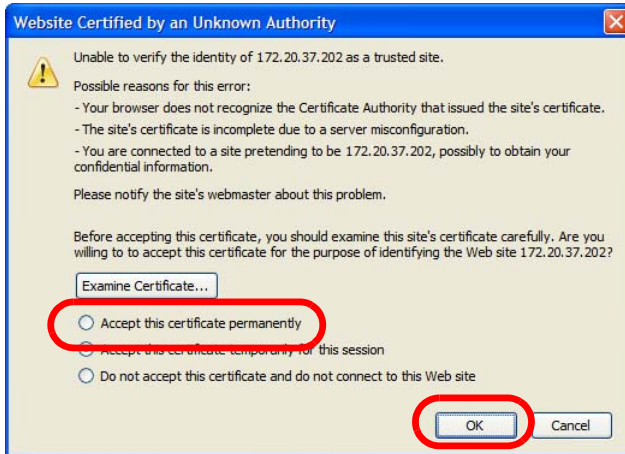 Website Certified by an Unknown Authority
Unable to verify the identity of 172.20.37.202 as a trusted site.
Possible reasons for this error:
- Your browser does not recognize the Certificate Authority that issued the site's certificate.
- The site's certificate is incomplete due to a server misconfiguration.
- You are connected to a site pretending to be 172.20.37.202, possibly to obtain your
confidential information.
Please notify the site's webmaster about this problem.
Before accepting this certificate, you should examine this site's certificate carefully. Are you
willing to to accept this certificate for the purpose of identifying the Web site 172.20.37.202?
Examine Certificate...
Accept this certificate permanently
Accept this certificate temporarily for this session
Do not accept this certificate and do not connect to this Web site
OK
Cancel